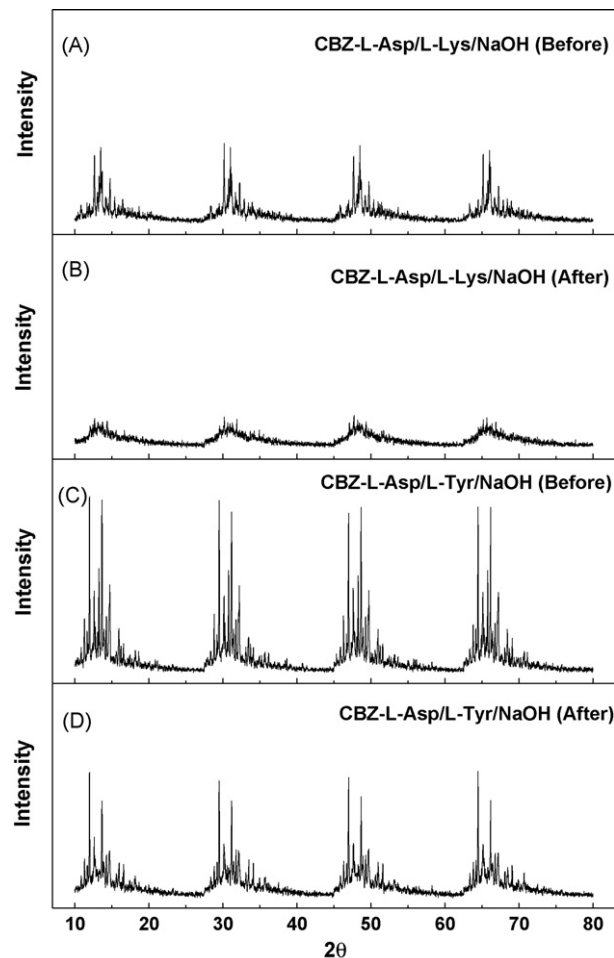 (A)
CBZ-L-Asp/L-Lys/NaOH (Before)
Intensity
(B)
CBZ-L-Asp/L-Lys/NaOH (After)
Intensity
(C)
CBZ-L-Asp/L-Tyr/NaOH (Before)
Intensity
(D)
CBZ-L-Asp/L-Tyr/NaOH (After)
Intensity
10 20 30 40 50 60 70 80
2θ